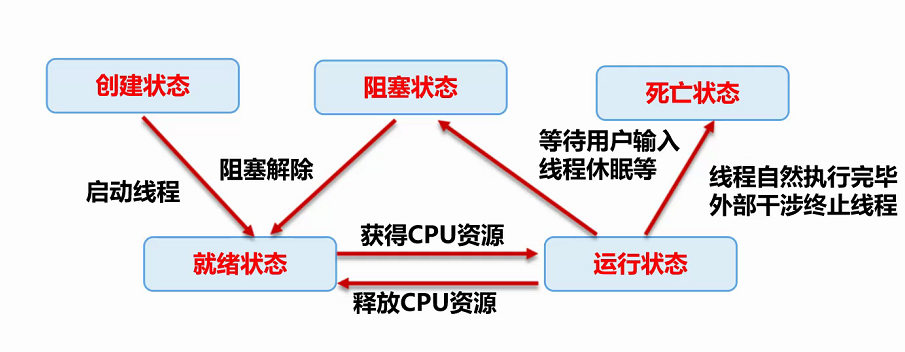 创建状态
阻塞状态
死亡状态
启动线程
阻塞解除
等待用户输入
线程休眠等
线程自然执行完毕
外部干涉终止线程
就绪状态
获得CPU资源
释放CPU资源
运行状态